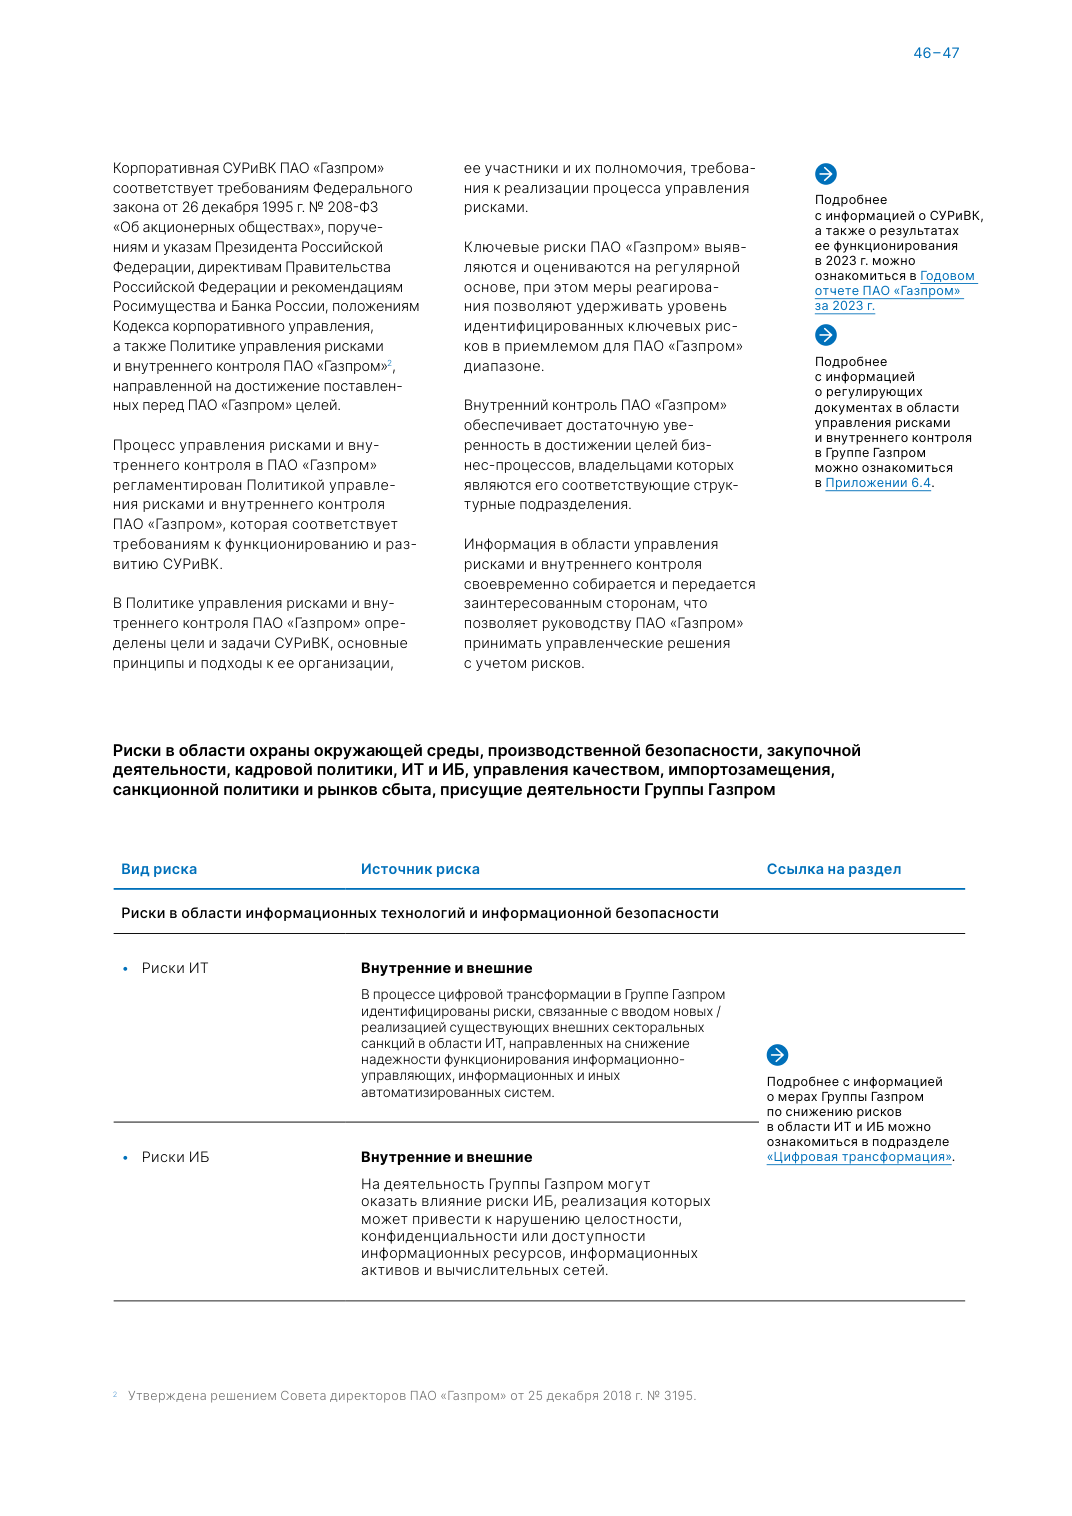 46–47
Корпоративная СУРиВК ПАО «Газпром»
соответствует требованиям Федерального
закона от 26 декабря 1995 г. № 208-ФЗ
«Об акционерных обществах», поруче-
ниям и указам Президента Российской
Федерации, директивам Правительства
Российской Федерации и рекомендациям
Росимущества и Банка России, положениям
Кодекса корпоративного управления,
а также Политике управления рисками
и внутреннего контроля ПАО «Газпром»²,
направленной на достижение поставлен-
ных перед ПАО «Газпром» целей.
Процесс управления рисками и вну-
треннего контроля в ПАО «Газпром»
регламентирован Политикой управле-
ния рисками и внутреннего контроля
ПАО «Газпром», которая соответствует
требованиям к функционированию и раз-
витию СУРиВК.
В Политике управления рисками и вну-
треннего контроля ПАО «Газпром» опре-
делены цели и задачи СУРиВК, основные
принципы и подходы к ее организации,
ее участники и их полномочия, требова-
ния к реализации процесса управления
рисками.
Ключевые риски ПАО «Газпром» выяв-
ляются и оцениваются на регулярной
основе, при этом меры реагирова-
ния позволяют удерживать уровень
идентифицированных ключевых рис-
ков в приемлемом для ПАО «Газпром»
диапазоне.
Внутренний контроль ПАО «Газпром»
обеспечивает достаточную уве-
ренность в достижении целей биз-
нес-процессов, владельцами которых
являются его соответствующие струк-
турные подразделения.
Информация в области управления
рисками и внутреннего контроля
своевременно собирается и передается
заинтересованным сторонам, что
позволяет руководству ПАО «Газпром»
принимать управленческие решения
с учетом рисков.
Подробнее
с информацией о СУРиВК,
а также о результатах
ее функционирования
в 2023 г. можно
ознакомиться в Годовом
отчете ПАО «Газпром»
за 2023 г.
Подробнее
с информацией
о регулирующих
документах в области
управления рисками
и внутреннего контроля
в Группе Газпром
можно ознакомиться
в Приложении 6.4.
Риски в области охраны окружающей среды, производственной безопасности, закупочной
деятельности, кадровой политики, ИТ и ИБ, управления качеством, импортозамещения,
санкционной политики и рынков сбыта, присущие деятельности Группы Газпром
Вид риска Источник риска Ссылка на раздел
Риски в области информационных технологий и информационной безопасности
• Риски ИТ
Внутренние и внешние
В процессе цифровой трансформации в Группе Газпром
идентифицированы риски, связанные с вводом новых /
реализацией существующих внешних секторальных
санкций в области ИТ, направленных на снижение
надежности функционирования информационно-
управляющих, информационных и иных
автоматизированных систем.
• Риски ИБ
Внутренние и внешние
На деятельность Группы Газпром могут
оказать влияние риски ИБ, реализация которых
может привести к нарушению целостности,
конфиденциальности или доступности
информационных ресурсов, информационных
активов и вычислительных сетей.
Подробнее с информацией
о мерах Группы Газпром
по снижению рисков
в области ИТ и ИБ можно
ознакомиться в подразделе
«Цифровая трансформация».
² Утверждена решением Совета директоров ПАО «Газпром» от 25 декабря 2018 г. № 3195.